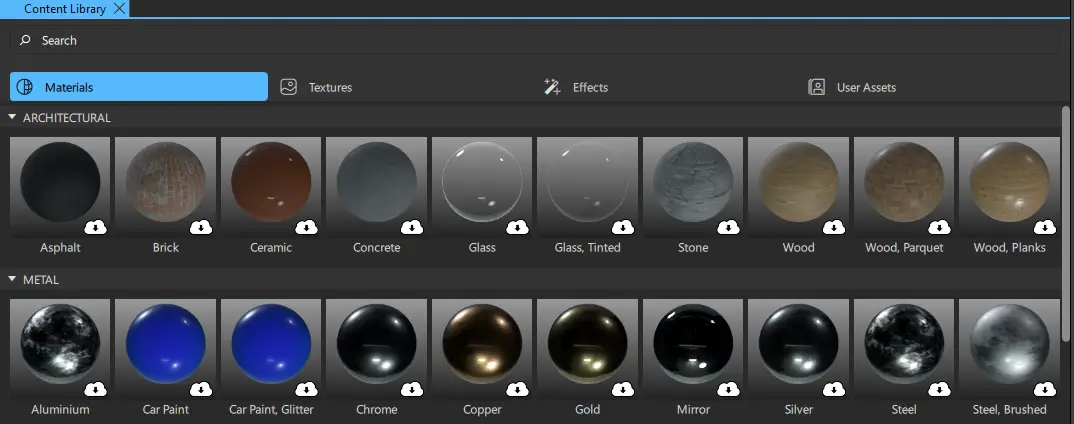 Content Library
Search
Materials Textures Effects User Assets
ARCHITECTURAL
Asphalt Brick Ceramic Concrete Glass Glass, Tinted Stone Wood Wood, Parquet Wood, Planks
METAL
Aluminium Car Paint Car Paint, Glitter Chrome Copper Gold Mirror Silver Steel Steel, Brushed